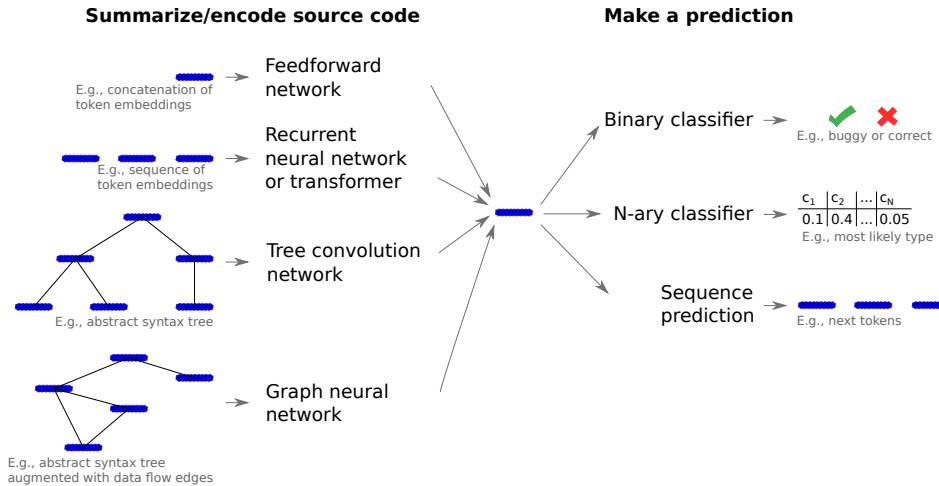 Summarize/encode source code
Make a prediction
E.g., concatenation of
token embeddings
Feedforward
network
E.g., sequence of
token embeddings
Recurrent
neural network
or transformer
E.g., abstract syntax tree
Tree convolution
network
E.g., abstract syntax tree
augmented with data flow edges
Graph neural
network
Binary classifier
E.g., buggy or correct
N-ary classifier
c1 c2 ... cN
0.1 0.4 ... 0.05
E.g., most likely type
Sequence
prediction
E.g., next tokens